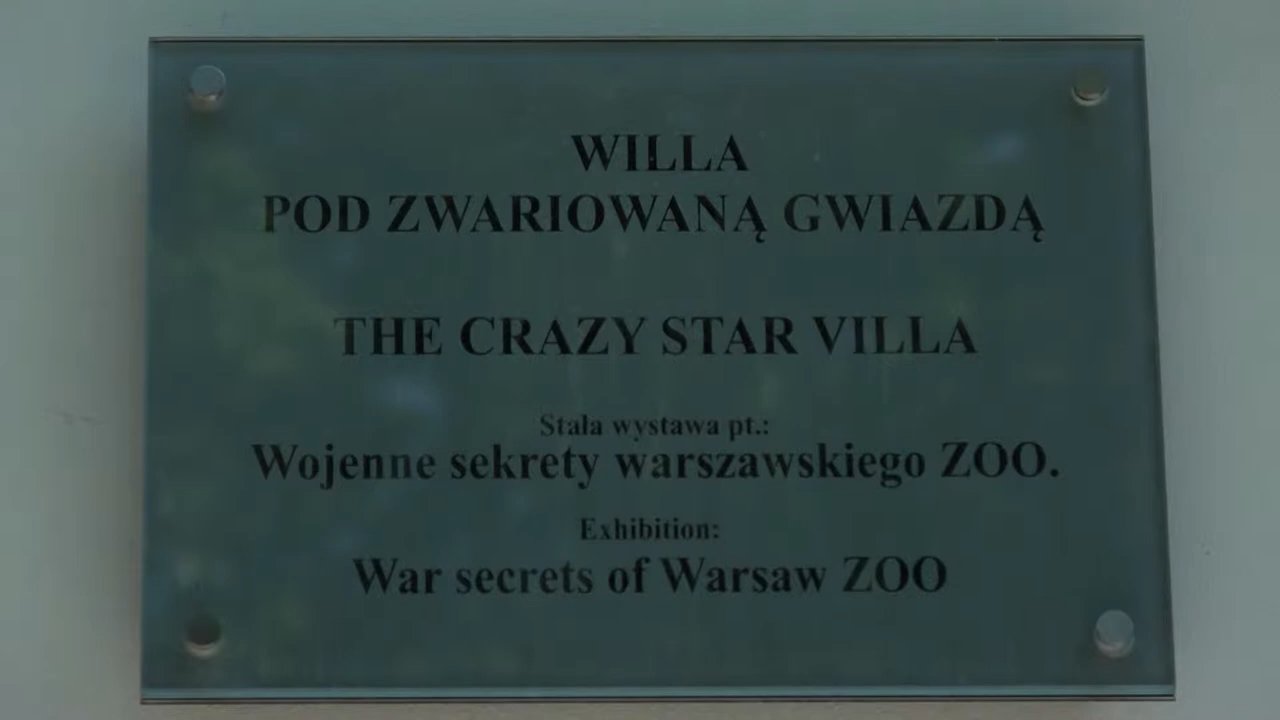 WILLA
POD ZWARIOWANĄ GWIAZDĄ
THE CRAZY STAR VILLA
Stała wystawa pt.:
Wojenne sekrety warszawskiego ZOO.
Exhibition:
War secrets of Warsaw ZOO